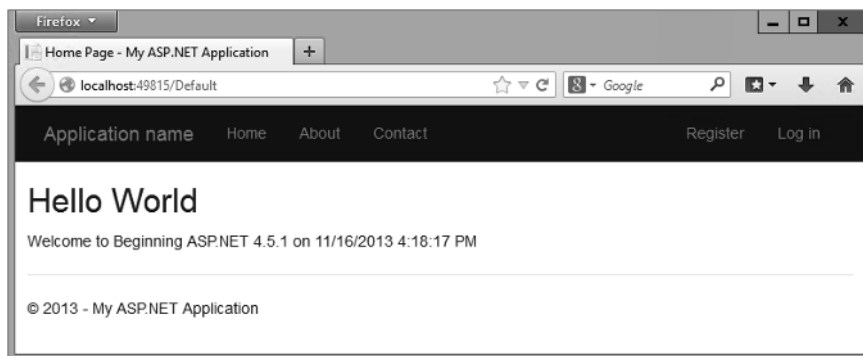 Firefox
Home Page - My ASP.NET Application
localhost:49815/Default
Google
Application name Home About Contact Register Log in
Hello World
Welcome to Beginning ASP.NET 4.5.1 on 11/16/2013 4:18:17 PM
© 2013 - My ASP.NET Application